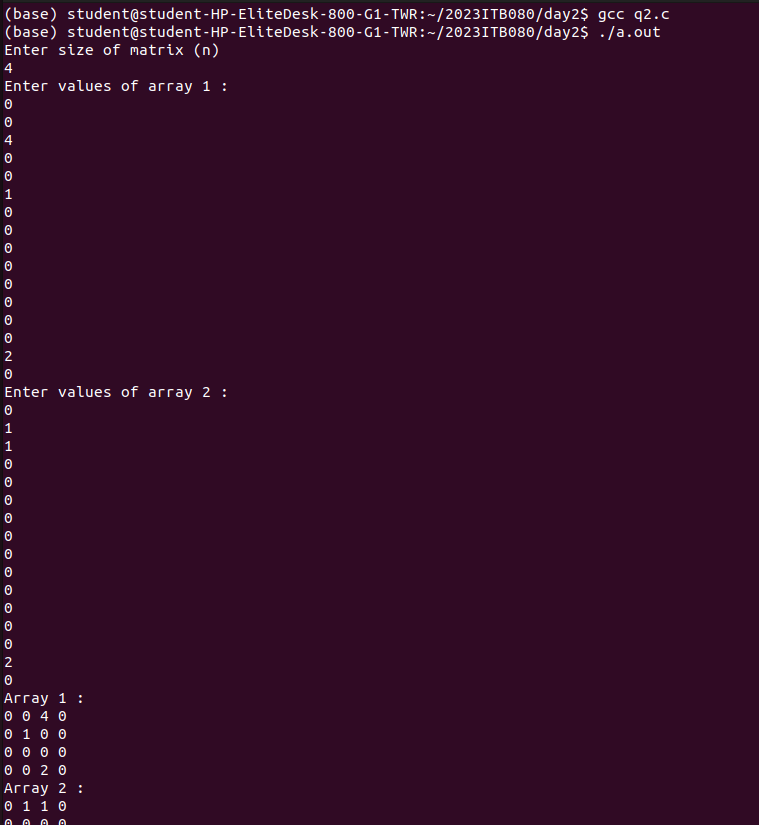 (base) student@student-HP-EliteDesk-800-G1-TWR:~/2023ITB080/day2$ gcc q2.c
(base) student@student-HP-EliteDesk-800-G1-TWR:~/2023ITB080/day2$ ./a.out
Enter size of matrix (n)
4
Enter values of array 1 :
0
0
4
0
0
1
0
0
0
0
0
0
0
0
2
0
Enter values of array 2 :
0
1
1
0
0
0
0
0
0
0
0
0
0
0
2
0
Array 1 :
0 0 4 0
0 1 0 0
0 0 0 0
0 0 2 0
Array 2 :
0 1 1 0
0 0 0 0